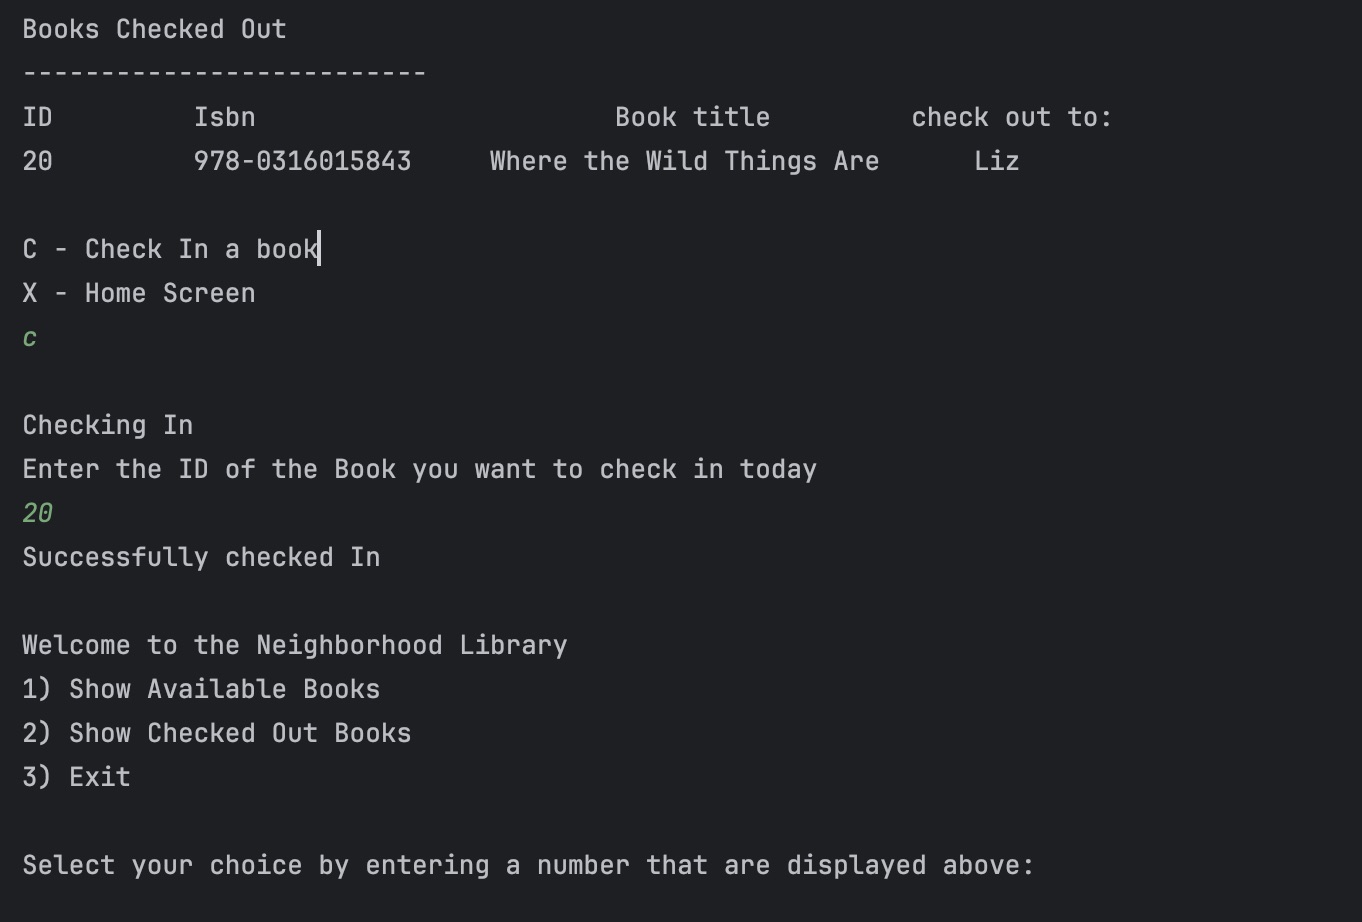 Books Checked Out
--------------------------
ID         Isbn                       Book title         check out to:
20         978-0316015843     Where the Wild Things Are      Liz
C - Check In a book
X - Home Screen
c
Checking In
Enter the ID of the Book you want to check in today
20
Successfully checked In
Welcome to the Neighborhood Library
1) Show Available Books
2) Show Checked Out Books
3) Exit
Select your choice by entering a number that are displayed above: